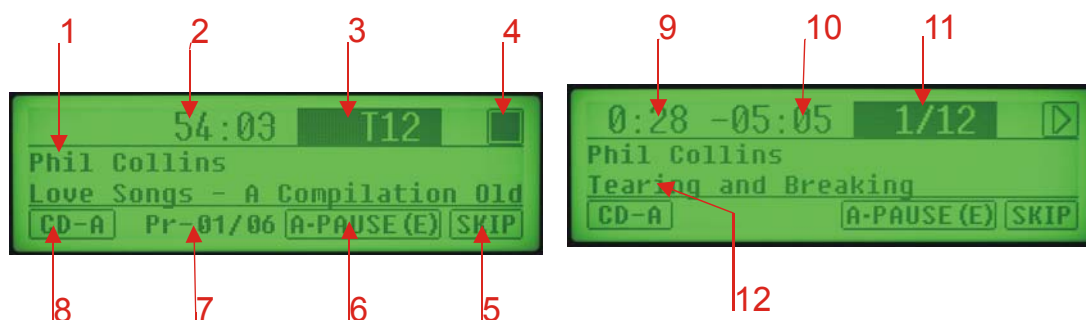 1 2 3 4
54:03 T12
Phil Collins
Love Songs - A Compilation Old
CD-A Pr-01/06 A-PAUSE(E) SKIP
8 7 6 5
9 10 11
0:28 -05:05 1/12
Phil Collins
Tearing and Breaking
CD-A A-PAUSE(E) SKIP
12